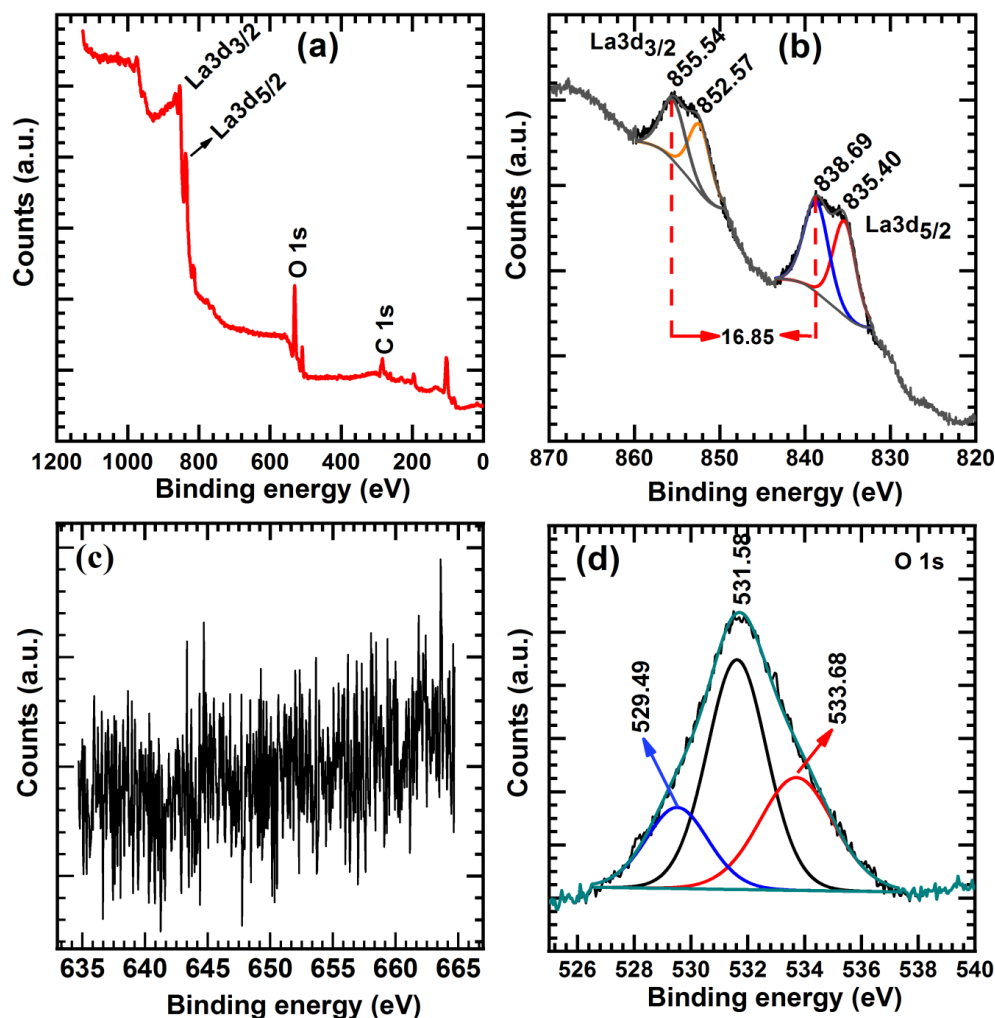 (a)
La3d3/2
La3d5/2
O 1s
C 1s
Counts (a.u.)
1200 1000 800 600 400 200 0
Binding energy (eV)
(b)
La3d3/2
855.54
852.57
838.69
835.40
La3d5/2
16.85
Counts (a.u.)
870 860 850 840 830 820
Binding energy (eV)
(c)
Counts (a.u.)
635 640 645 650 655 660 665
Binding energy (eV)
(d)
O 1s
531.58
529.49
533.68
Counts (a.u.)
526 528 530 532 534 536 538 540
Binding energy (eV)